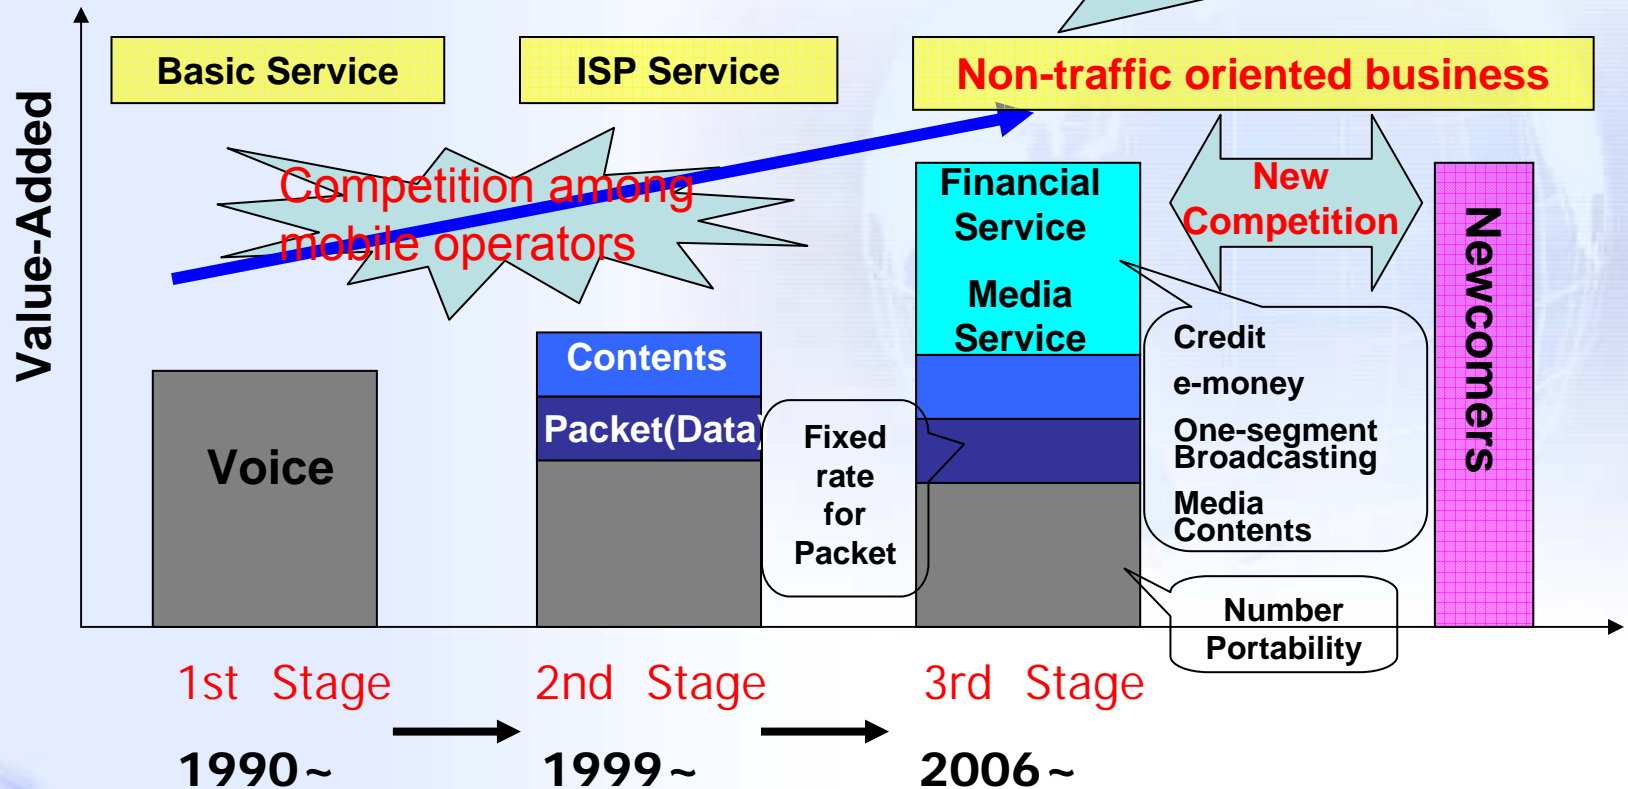 Value-Added
Basic Service
ISP Service
Non-traffic oriented business
Competition among
mobile operators
Voice
Contents
Packet(Data)
Fixed
rate
for
Packet
Financial
Service
Media
Service
New
Competition
Credit
e-money
One-segment
Broadcasting
Media
Contents
Number
Portability
Newcomers
1st Stage
2nd Stage
3rd Stage
1990~
1999~
2006~